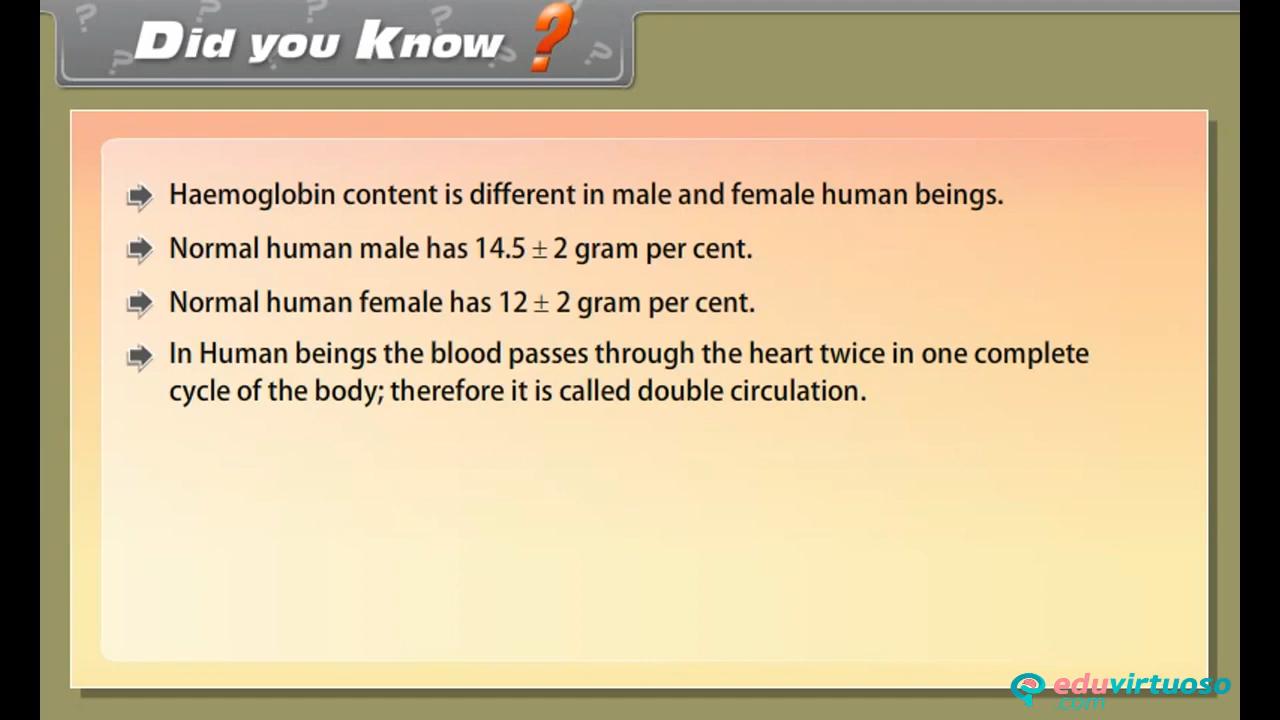 Did you Know ?
Haemoglobin content is different in male and female human beings.
Normal human male has 14.5 ± 2 gram per cent.
Normal human female has 12 ± 2 gram per cent.
In Human beings the blood passes through the heart twice in one complete
cycle of the body; therefore it is called double circulation.
eduvirtuoso
.com